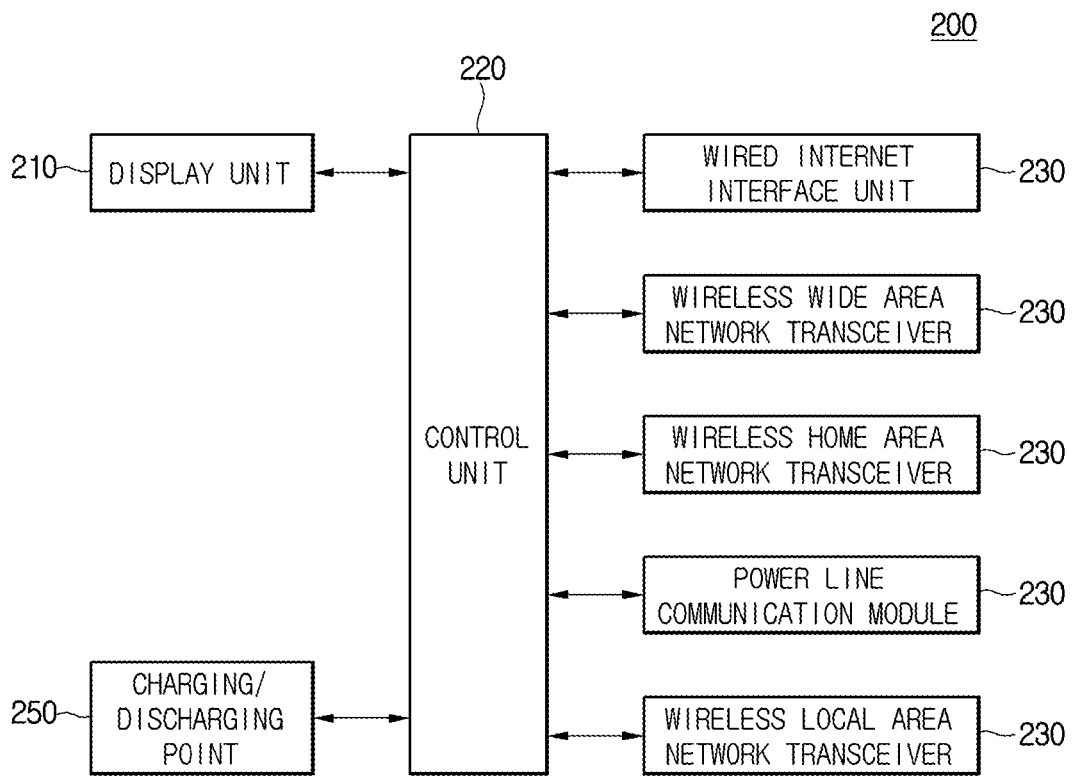 200
220
210
DISPLAY UNIT
WIRED INTERNET
INTERFACE UNIT
230
WIRELESS WIDE AREA
NETWORK TRANSCEIVER
230
CONTROL
UNIT
WIRELESS HOME AREA
NETWORK TRANSCEIVER
230
POWER LINE
COMMUNICATION MODULE
230
250
CHARGING/
DISCHARGING
POINT
WIRELESS LOCAL AREA
NETWORK TRANSCEIVER
230